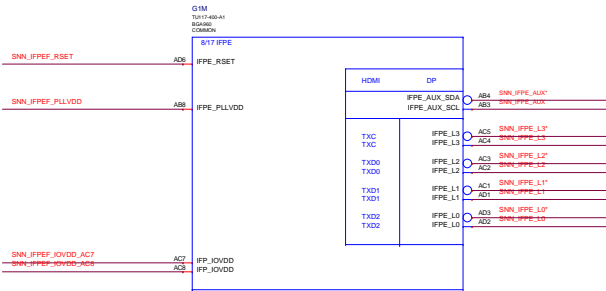 G1M
TU117-400-A1
BGA960
COMMON
8/17 IFPE
SNN_IFPEF_RSET AD6 IFPE_RSET
HDMI DP
SNN_IFPEF_PLLVDD AB8 IFPE_PLLVDD
IFPE_AUX_SDA AB4 SNN_IFPE_AUX*
IFPE_AUX_SCL AB3 SNN_IFPE_AUX
TXC IFPE_L3 AC5 SNN_IFPE_L3*
TXC IFPE_L3 AC4 SNN_IFPE_L3
TXD0 IFPE_L2 AC3 SNN_IFPE_L2*
TXD0 IFPE_L2 AC2 SNN_IFPE_L2
TXD1 IFPE_L1 AC1 SNN_IFPE_L1*
TXD1 IFPE_L1 AD1 SNN_IFPE_L1
TXD2 IFPE_L0 AD3 SNN_IFPE_L0*
TXD2 IFPE_L0 AD2 SNN_IFPE_L0
SNN_IFPEF_IOVDD_AC7 AC7 IFP_IOVDD
SNN_IFPEF_IOVDD_AC8 AC8 IFP_IOVDD